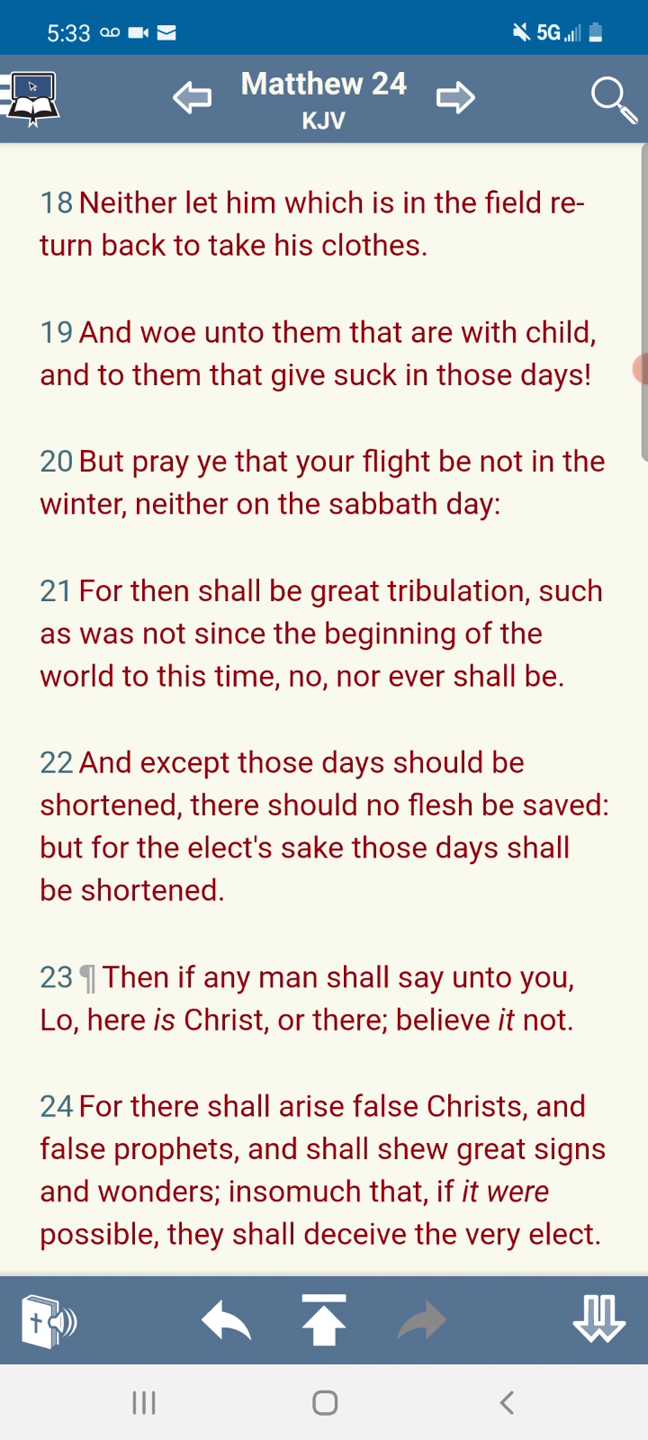 5:33
5G
Matthew 24
KJV
18 Neither let him which is in the field re-
turn back to take his clothes.
19 And woe unto them that are with child,
and to them that give suck in those days!
20 But pray ye that your flight be not in the
winter, neither on the sabbath day:
21 For then shall be great tribulation, such
as was not since the beginning of the
world to this time, no, nor ever shall be.
22 And except those days should be
shortened, there should no flesh be saved:
but for the elect's sake those days shall
be shortened.
23 ¶ Then if any man shall say unto you,
Lo, here is Christ, or there; believe it not.
24 For there shall arise false Christs, and
false prophets, and shall shew great signs
and wonders; insomuch that, if it were
possible, they shall deceive the very elect.